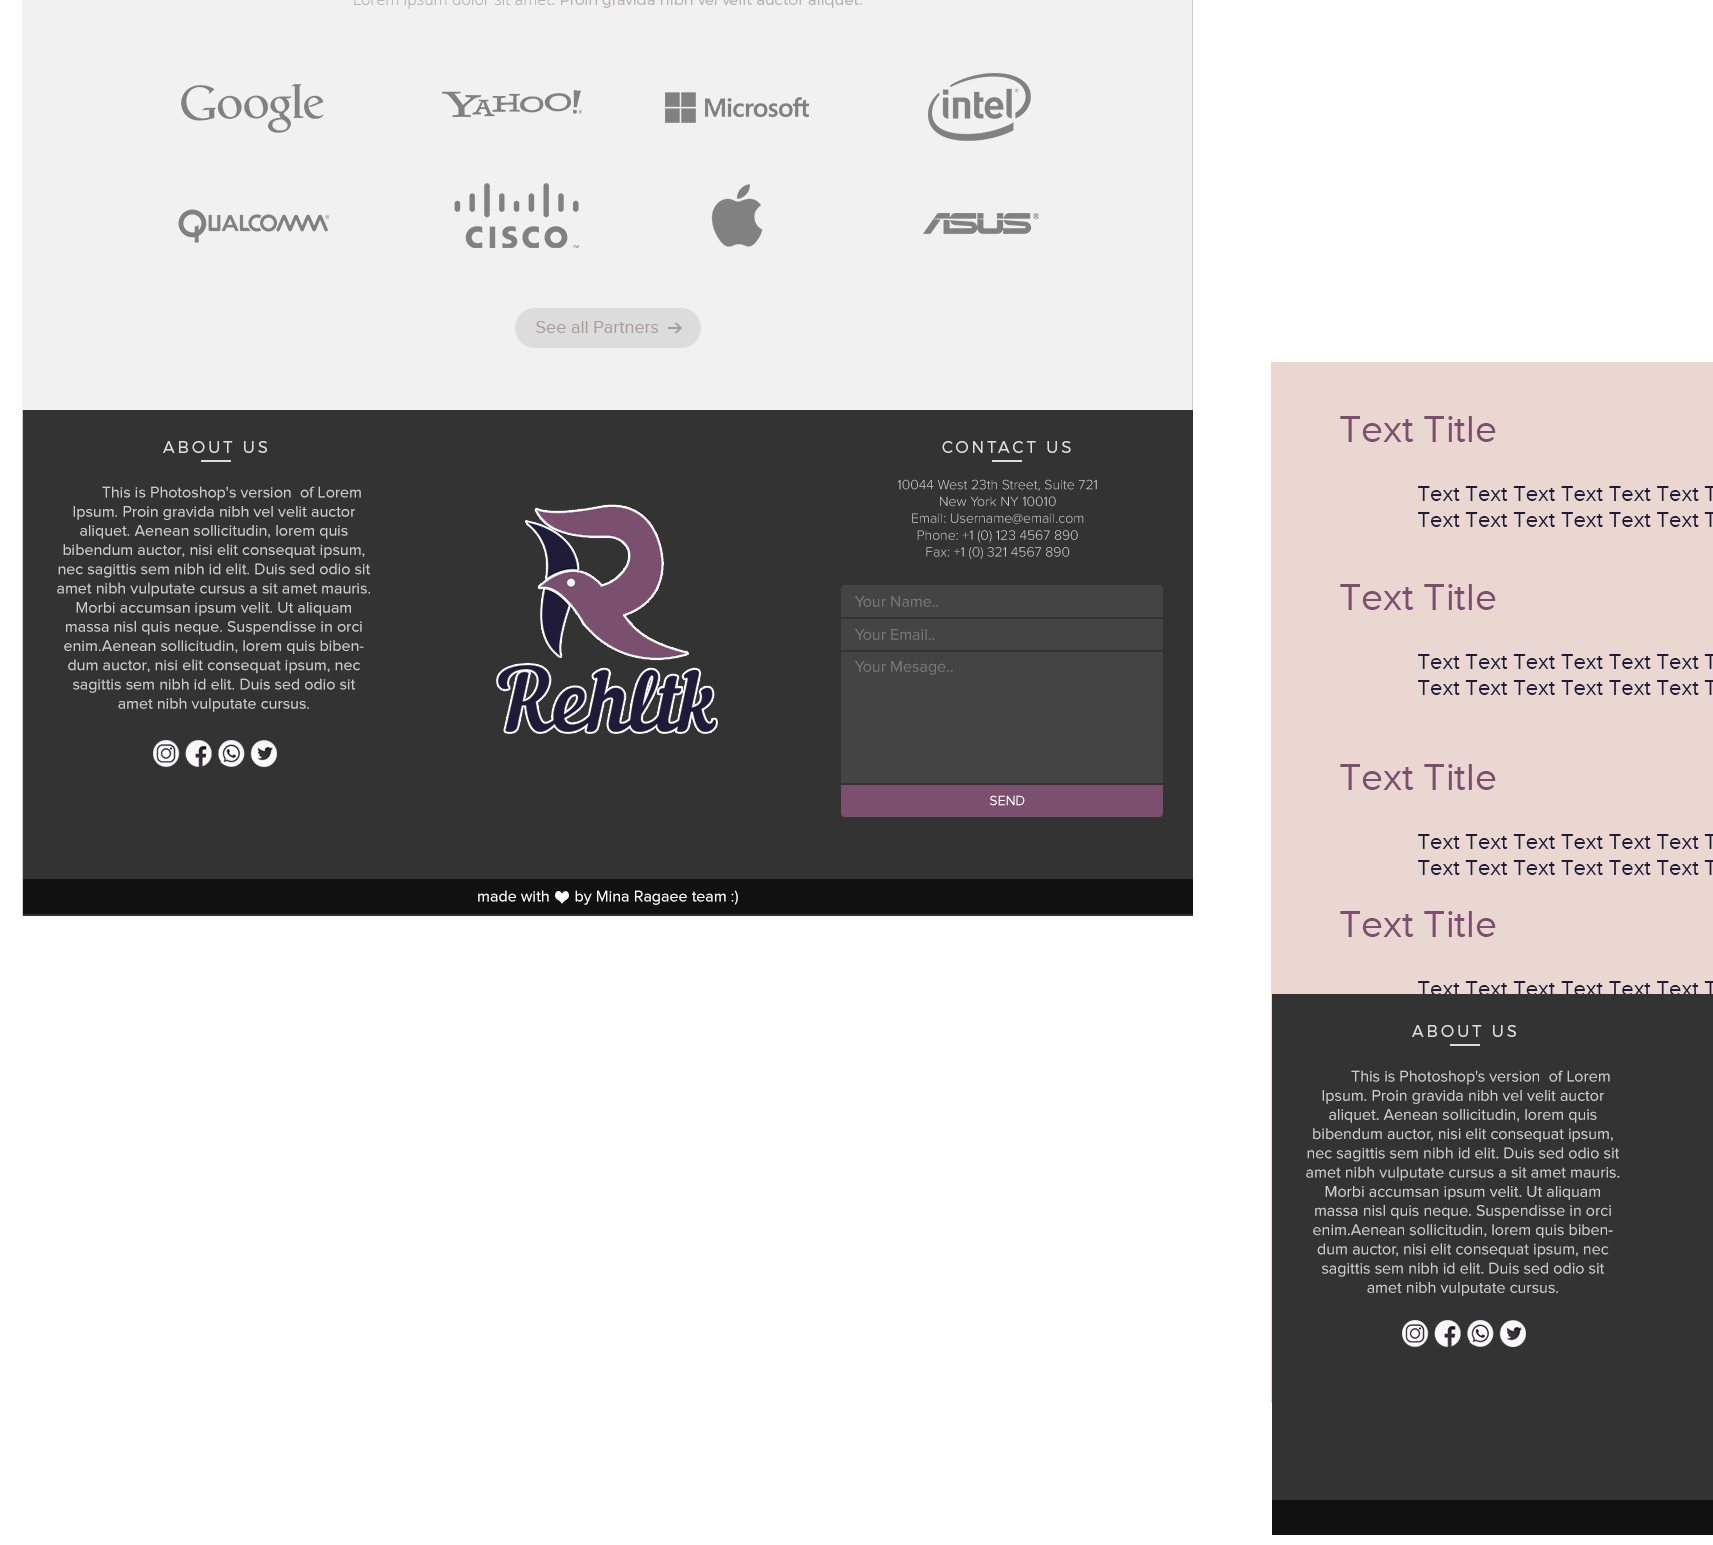 Lorem ipsum dolor sit amet. Proin gravida nibh vel velit auctor aliquet.
Google
YAHOO!
Microsoft
intel
QUALCOMM
CISCO
ASUS
See all Partners
ABOUT US
This is Photoshop's version of Lorem
Ipsum. Proin gravida nibh vel velit auctor
aliquet. Aenean sollicitudin, lorem quis
bibendum auctor, nisi elit consequat ipsum,
nec sagittis sem nibh id elit. Duis sed odio sit
amet nibh vulputate cursus a sit amet mauris.
Morbi accumsan ipsum velit. Ut aliquam
massa nisl quis neque. Suspendisse in orci
enim.Aenean sollicitudin, lorem quis biben-
dum auctor, nisi elit consequat ipsum, nec
sagittis sem nibh id elit. Duis sed odio sit
amet nibh vulputate cursus.
R
Rehltk
CONTACT US
10044 West 23th Street, Suite 721
New York NY 10010
Email: Username@email.com
Phone: +1 (0) 123 4567 890
Fax: +1 (0) 321 4567 890
Your Name..
Your Email..
Your Mesage..
SEND
made with ❤ by Mina Ragaee team :)
Text Title
Text Text Text Text Text Text T
Text Text Text Text Text Text T
Text Title
Text Text Text Text Text Text T
Text Text Text Text Text Text T
Text Title
Text Text Text Text Text Text T
Text Text Text Text Text Text T
Text Title
Text Text Text Text Text Text T
ABOUT US
This is Photoshop's version of Lorem
Ipsum. Proin gravida nibh vel velit auctor
aliquet. Aenean sollicitudin, lorem quis
bibendum auctor, nisi elit consequat ipsum,
nec sagittis sem nibh id elit. Duis sed odio sit
amet nibh vulputate cursus a sit amet mauris.
Morbi accumsan ipsum velit. Ut aliquam
massa nisl quis neque. Suspendisse in orci
enim.Aenean sollicitudin, lorem quis biben-
dum auctor, nisi elit consequat ipsum, nec
sagittis sem nibh id elit. Duis sed odio sit
amet nibh vulputate cursus.